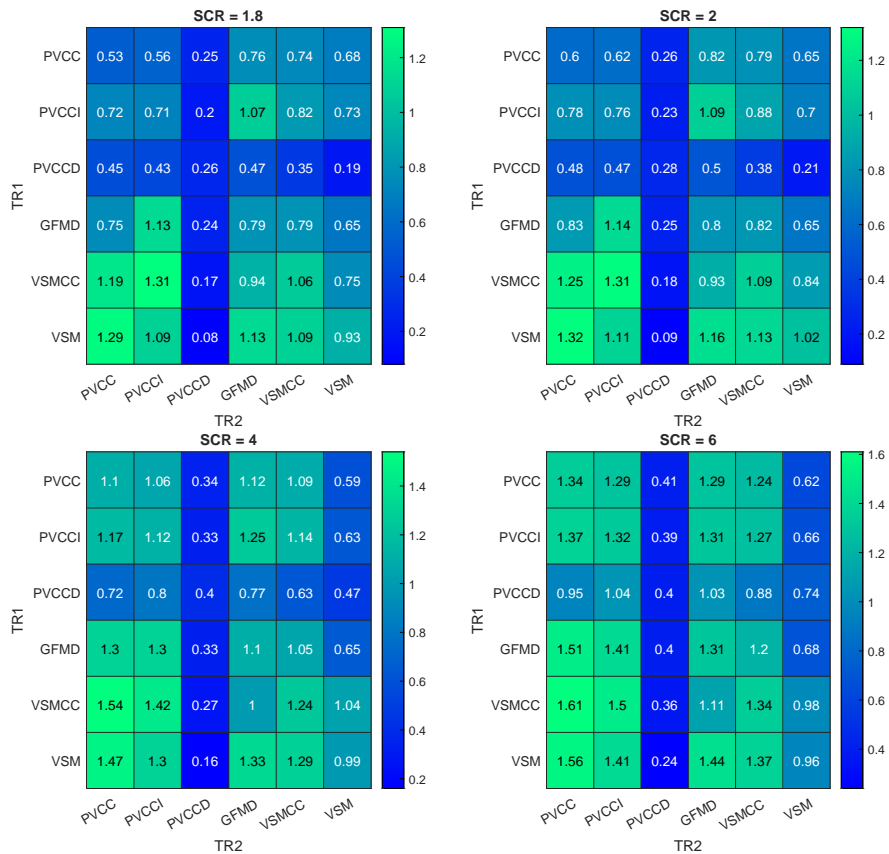 SCR = 1.8
PVCC 0.53 0.56 0.25 0.76 0.74 0.68
PVCCI 0.72 0.71 0.2 1.07 0.82 0.73
PVCCD 0.45 0.43 0.26 0.47 0.35 0.19
GFMD 0.75 1.13 0.24 0.79 0.79 0.65
VSMCC 1.19 1.31 0.17 0.94 1.06 0.75
VSM 1.29 1.09 0.08 1.13 1.09 0.93
TR1
PVCC PVCCI PVCCD GFMD VSMCC VSM
TR2
1.2
1
0.8
0.6
0.4
0.2
SCR = 2
PVCC 0.6 0.62 0.26 0.82 0.79 0.65
PVCCI 0.78 0.76 0.23 1.09 0.88 0.7
PVCCD 0.48 0.47 0.28 0.5 0.38 0.21
GFMD 0.83 1.14 0.25 0.8 0.82 0.65
VSMCC 1.25 1.31 0.18 0.93 1.09 0.84
VSM 1.32 1.11 0.09 1.16 1.13 1.02
TR1
PVCC PVCCI PVCCD GFMD VSMCC VSM
TR2
1.2
1
0.8
0.6
0.4
0.2
SCR = 4
PVCC 1.1 1.06 0.34 1.12 1.09 0.59
PVCCI 1.17 1.12 0.33 1.25 1.14 0.63
PVCCD 0.72 0.8 0.4 0.77 0.63 0.47
GFMD 1.3 1.3 0.33 1.1 1.05 0.65
VSMCC 1.54 1.42 0.27 1 1.24 1.04
VSM 1.47 1.3 0.16 1.33 1.29 0.99
TR1
PVCC PVCCI PVCCD GFMD VSMCC VSM
TR2
1.4
1.2
1
0.8
0.6
0.4
0.2
SCR = 6
PVCC 1.34 1.29 0.41 1.29 1.24 0.62
PVCCI 1.37 1.32 0.39 1.31 1.27 0.66
PVCCD 0.95 1.04 0.4 1.03 0.88 0.74
GFMD 1.51 1.41 0.4 1.31 1.2 0.68
VSMCC 1.61 1.5 0.36 1.11 1.34 0.98
VSM 1.56 1.41 0.24 1.44 1.37 0.96
TR1
PVCC PVCCI PVCCD GFMD VSMCC VSM
TR2
1.6
1.4
1.2
1
0.8
0.6
0.4